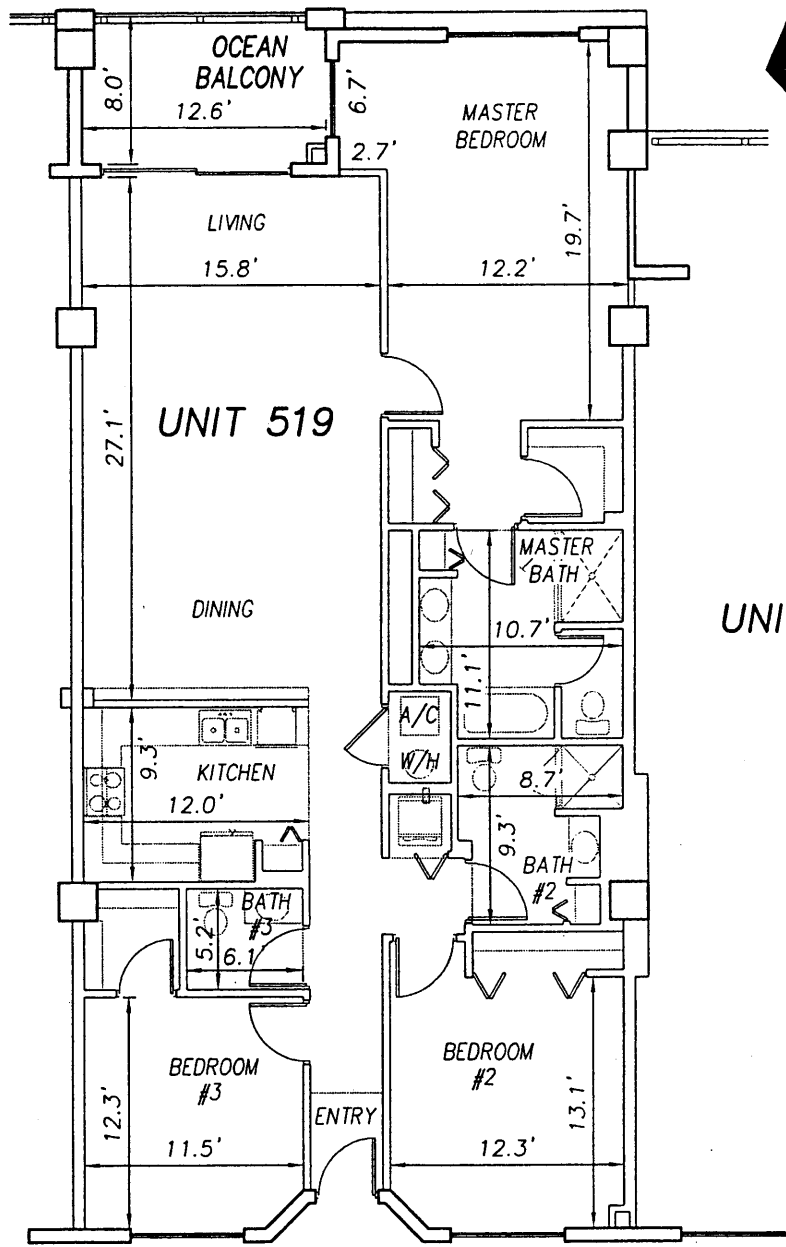 OCEAN
BALCONY
8.0'
12.6'
6.7'
2.7'
MASTER
BEDROOM
19.7'
12.2'
LIVING
15.8'
27.1'
UNIT 519
DINING
MASTER
BATH
10.7'
11.1'
UNI
A/C
W/H
KITCHEN
9.3'
12.0'
8.7'
9.3'
BATH
#2
BATH
#3
5.2'
6.1'
BEDROOM
#3
12.3'
11.5'
ENTRY
BEDROOM
#2
13.1'
12.3'